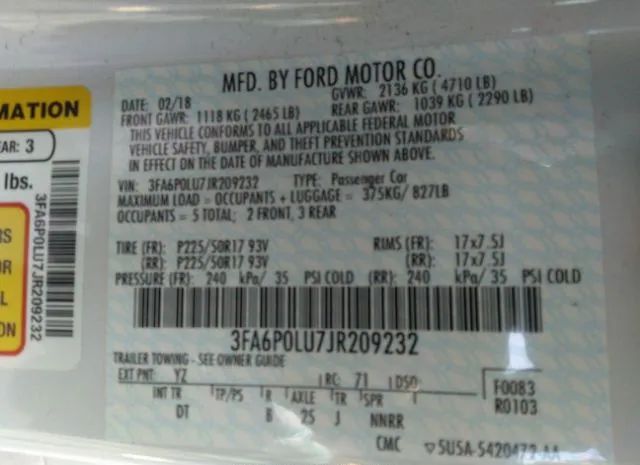 MATION
AR: 3
lbs.
RS
OR
L
ON
3FA6P0LU7JR209232
MFD. BY FORD MOTOR CO.
DATE: 02/18 GVWR: 2136 KG ( 4710 LB)
FRONT GAWR: 1118 KG ( 2465 LB) REAR GAWR: 1039 KG ( 2290 LB)
THIS VEHICLE CONFORMS TO ALL APPLICABLE FEDERAL MOTOR
VEHICLE SAFETY, BUMPER, AND THEFT PREVENTION STANDARDS
IN EFFECT ON THE DATE OF MANUFACTURE SHOWN ABOVE.
VIN: 3FA6P0LU7JR209232 TYPE: Passenger Car
MAXIMUM LOAD = OCCUPANTS + LUGGAGE = 375KG/ 827LB
OCCUPANTS = 5 TOTAL; 2 FRONT, 3 REAR
TIRE (FR): P225/50R17 93V RIMS (FR): 17x7.5J
(RR): P225/50R17 93V (RR): 17x7.5J
PRESSURE (FR): 240 kPa/ 35 PSI COLD (RR): 240 kPa/ 35 PSI COLD
3FA6P0LU7JR209232
TRAILER TOWING - SEE OWNER GUIDE
EXT PNT: YZ RC: 71 DSO: F0083
INT TR TP/PS R AXLE TR SPR R0103
DT B 25 J NNRR
CMC 5U5A-5420472-AA